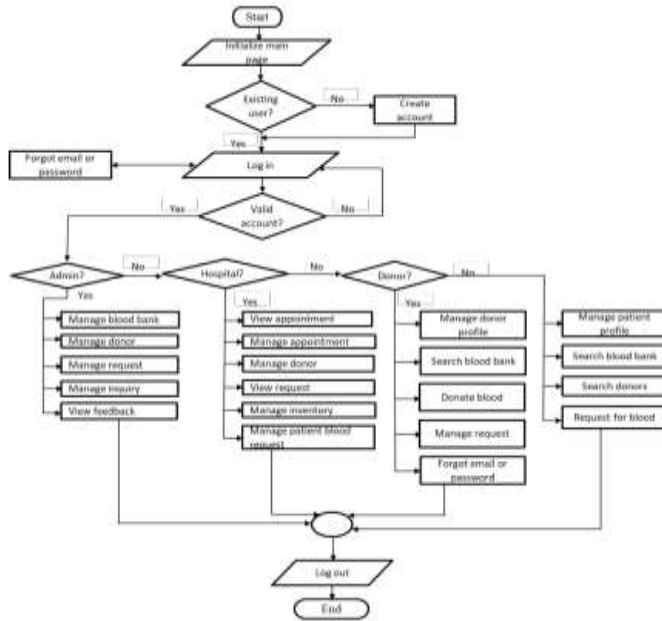 Start
Initialize main
page
Existing
user?
No
Create
account
Yes
Forgot email or
password
Log in
Yes
Valid
account?
No
Admin?
No
Hospital?
No
Donor?
No
Yes
Manage blood bank
Manage donor
Manage request
Manage inquiry
View feedback
Yes
View appointment
Manage appointment
Manage donor
View request
Manage inventory
Manage patient blood
request
Yes
Manage donor
profile
Search blood bank
Donate blood
Manage request
Forgot email or
password
Manage patient
profile
Search blood bank
Search donors
Request for blood
Log out
End